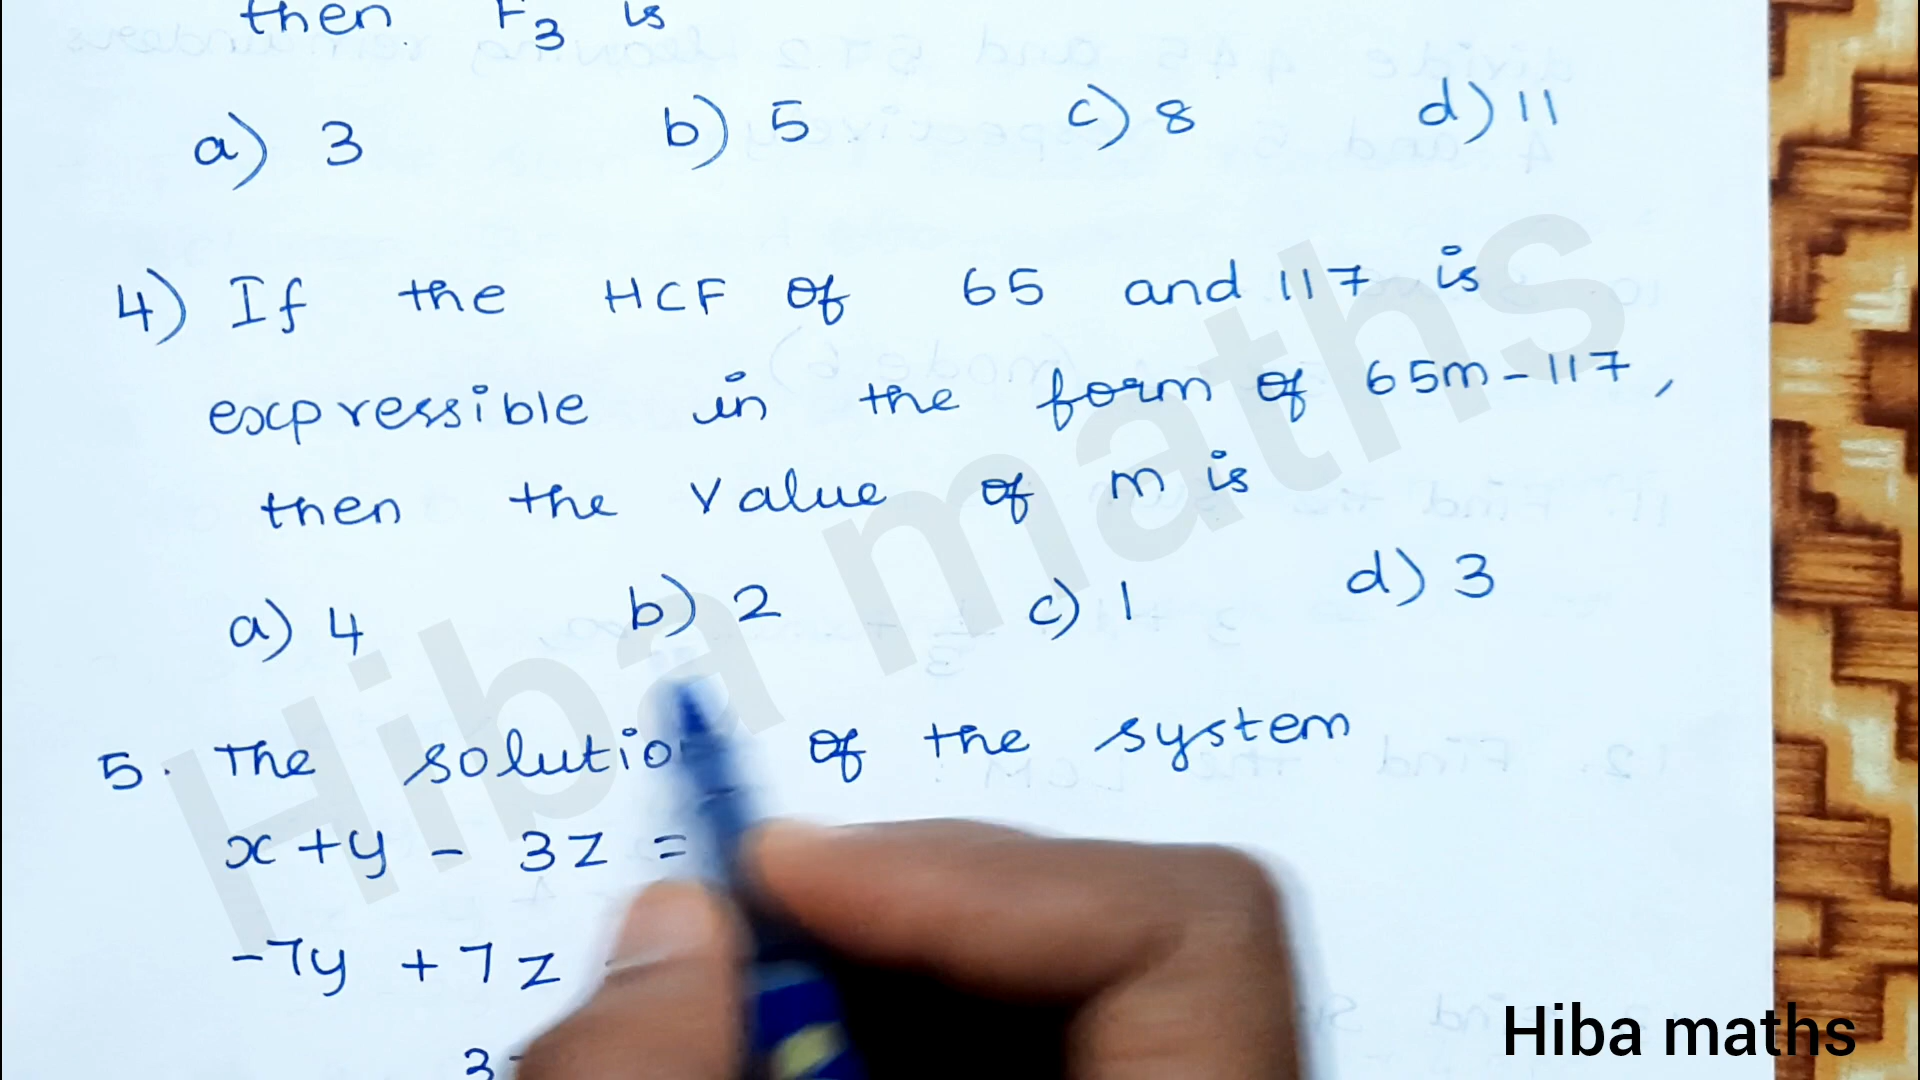 then F3 is
a) 3 b) 5 c) 8 d) 11
4) If the HCF of 65 and 117 is
expressible in the form of 65m - 117,
then the value of m is
a) 4 b) 2 c) 1 d) 3
5. The solution of the system
x + y - 3z =
-7y + 7z
3
Hiba maths
Hiba maths